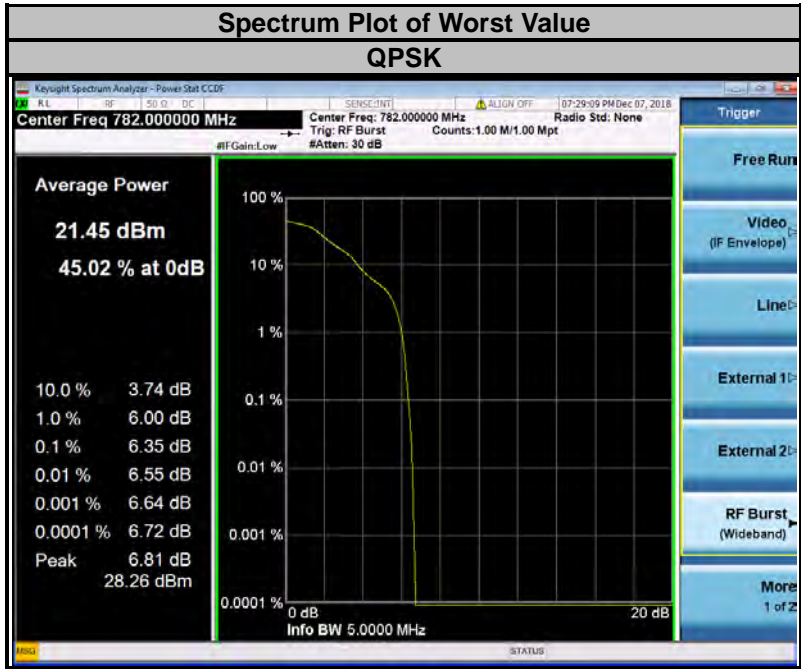 Spectrum Plot of Worst Value
QPSK
Keysight Spectrum Analyzer - Power Stat CCDF
RL RF 50 Ω DC SENSE:INT ALIGN OFF 07:29:09 PM Dec 07, 2018
Center Freq 782.000000 MHz
Center Freq: 782.000000 MHz Radio Std: None
Trig: RF Burst Counts:1.00 M/1.00 Mpt
#IFGain:Low #Atten: 30 dB
Average Power
21.45 dBm
45.02 % at 0dB
10.0 % 3.74 dB
1.0 % 6.00 dB
0.1 % 6.35 dB
0.01 % 6.55 dB
0.001 % 6.64 dB
0.0001 % 6.72 dB
Peak 6.81 dB
28.26 dBm
100 %
10 %
1 %
0.1 %
0.01 %
0.001 %
0.0001 %
0 dB 20 dB
Info BW 5.0000 MHz
Trigger
Free Run
Video
(IF Envelope)
Line
External 1
External 2
RF Burst
(Wideband)
More
1 of 2
MSG STATUS